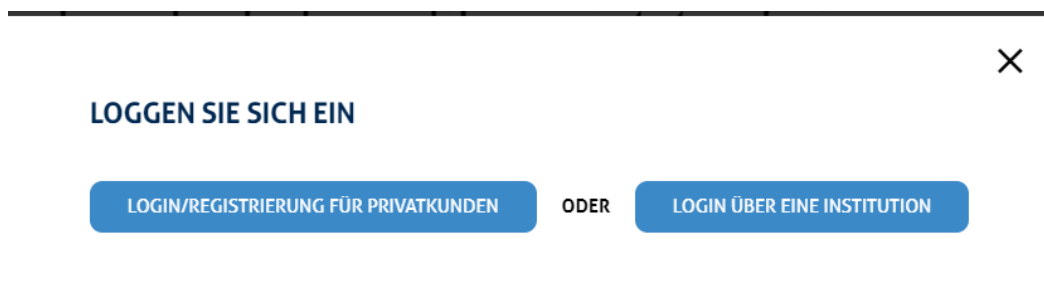 LOGGEN SIE SICH EIN
LOGIN/REGISTRIERUNG FÜR PRIVATKUNDEN ODER LOGIN ÜBER EINE INSTITUTION